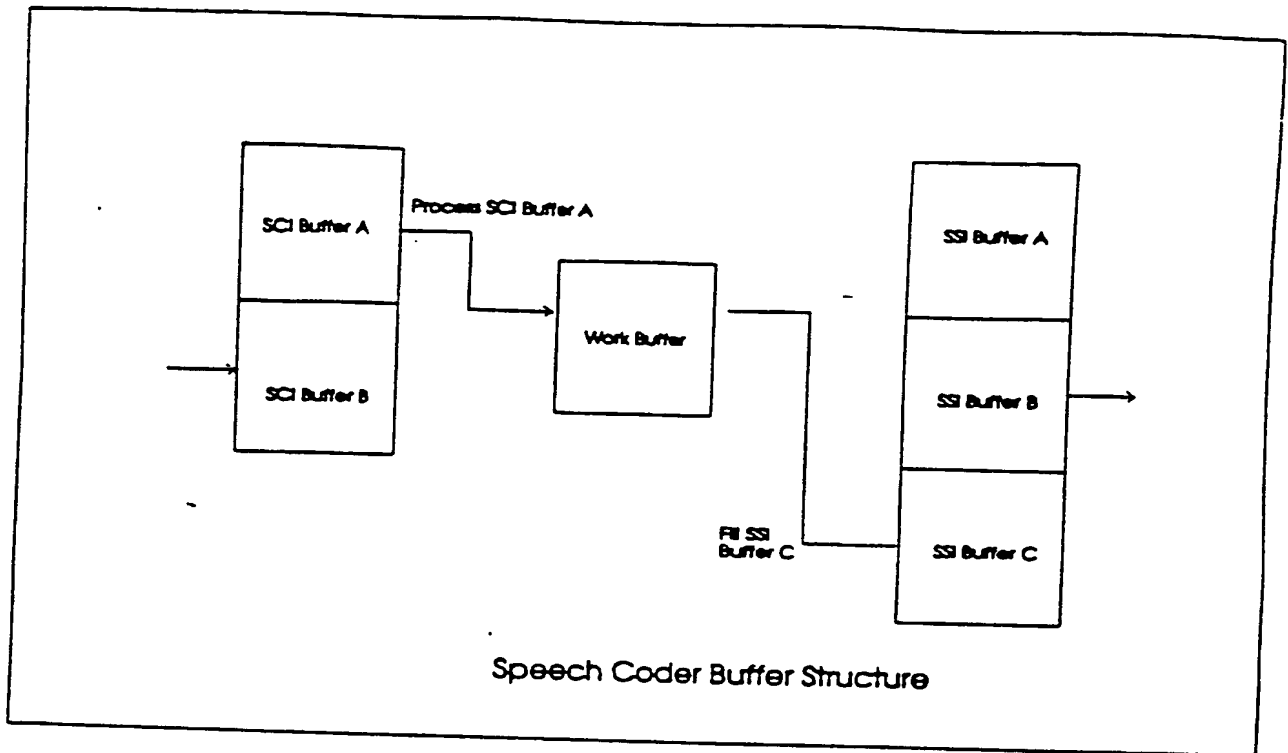 SCI Buffer A
Process SCI Buffer A
SSI Buffer A
Work Buffer
SCI Buffer B
SSI Buffer B
Fill SSI
Buffer C
SSI Buffer C
Speech Coder Buffer Structure